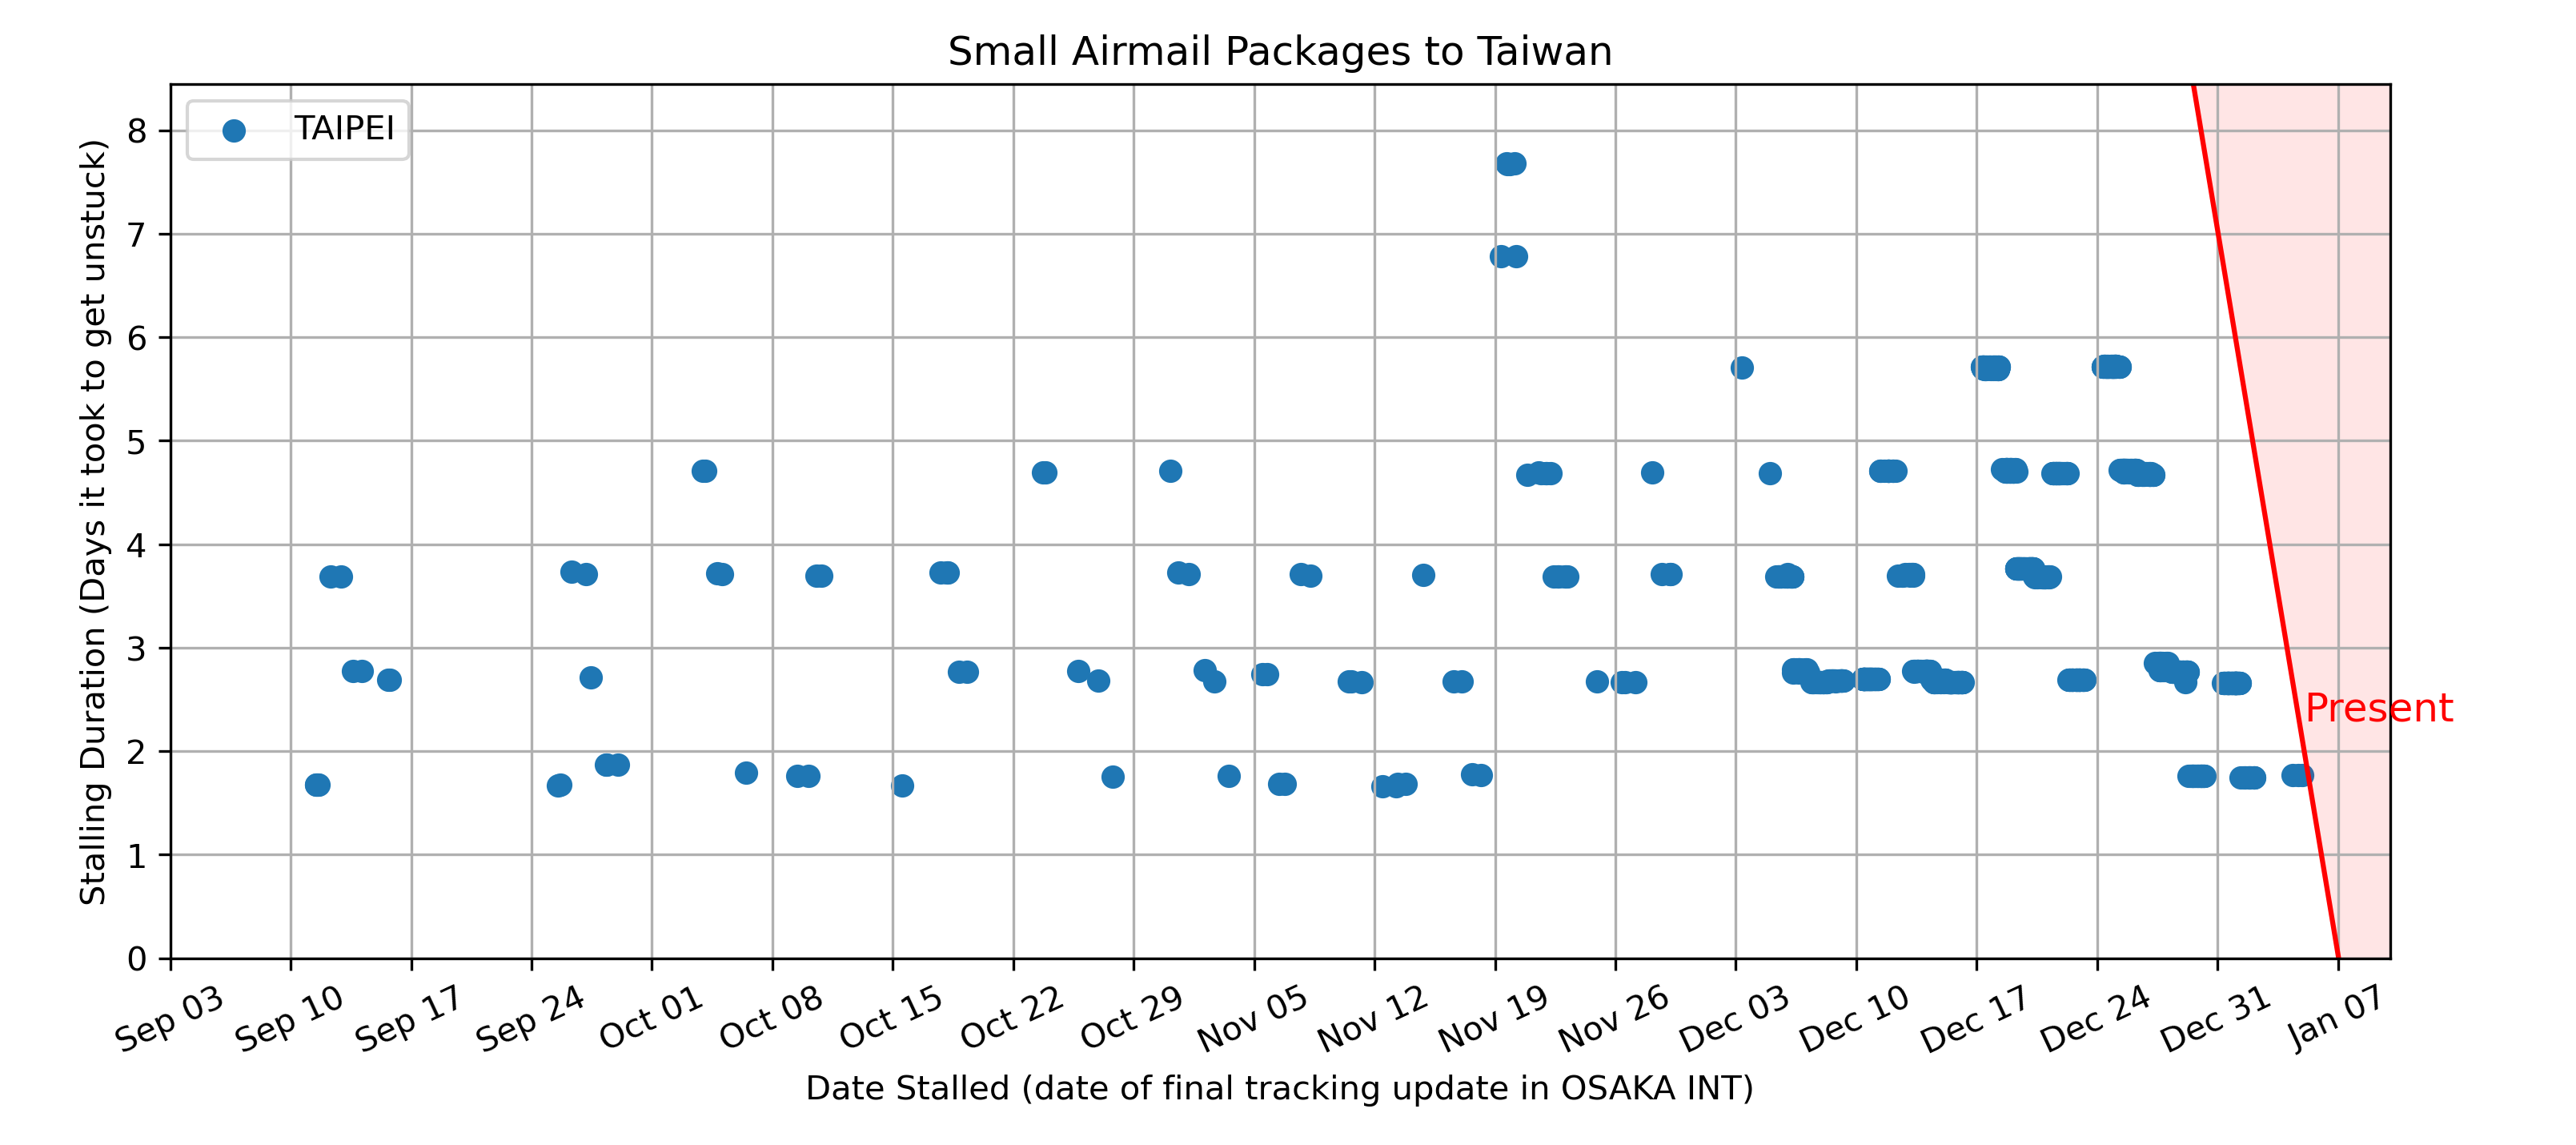 Small Airmail Packages to Taiwan
TAIPEI
Stalling Duration (Days it took to get unstuck)
8
7
6
5
4
3
2
1
0
Present
Sep 03
Sep 10
Sep 17
Sep 24
Oct 01
Oct 08
Oct 15
Oct 22
Oct 29
Nov 05
Nov 12
Nov 19
Nov 26
Dec 03
Dec 10
Dec 17
Dec 24
Dec 31
Jan 07
Date Stalled (date of final tracking update in OSAKA INT)